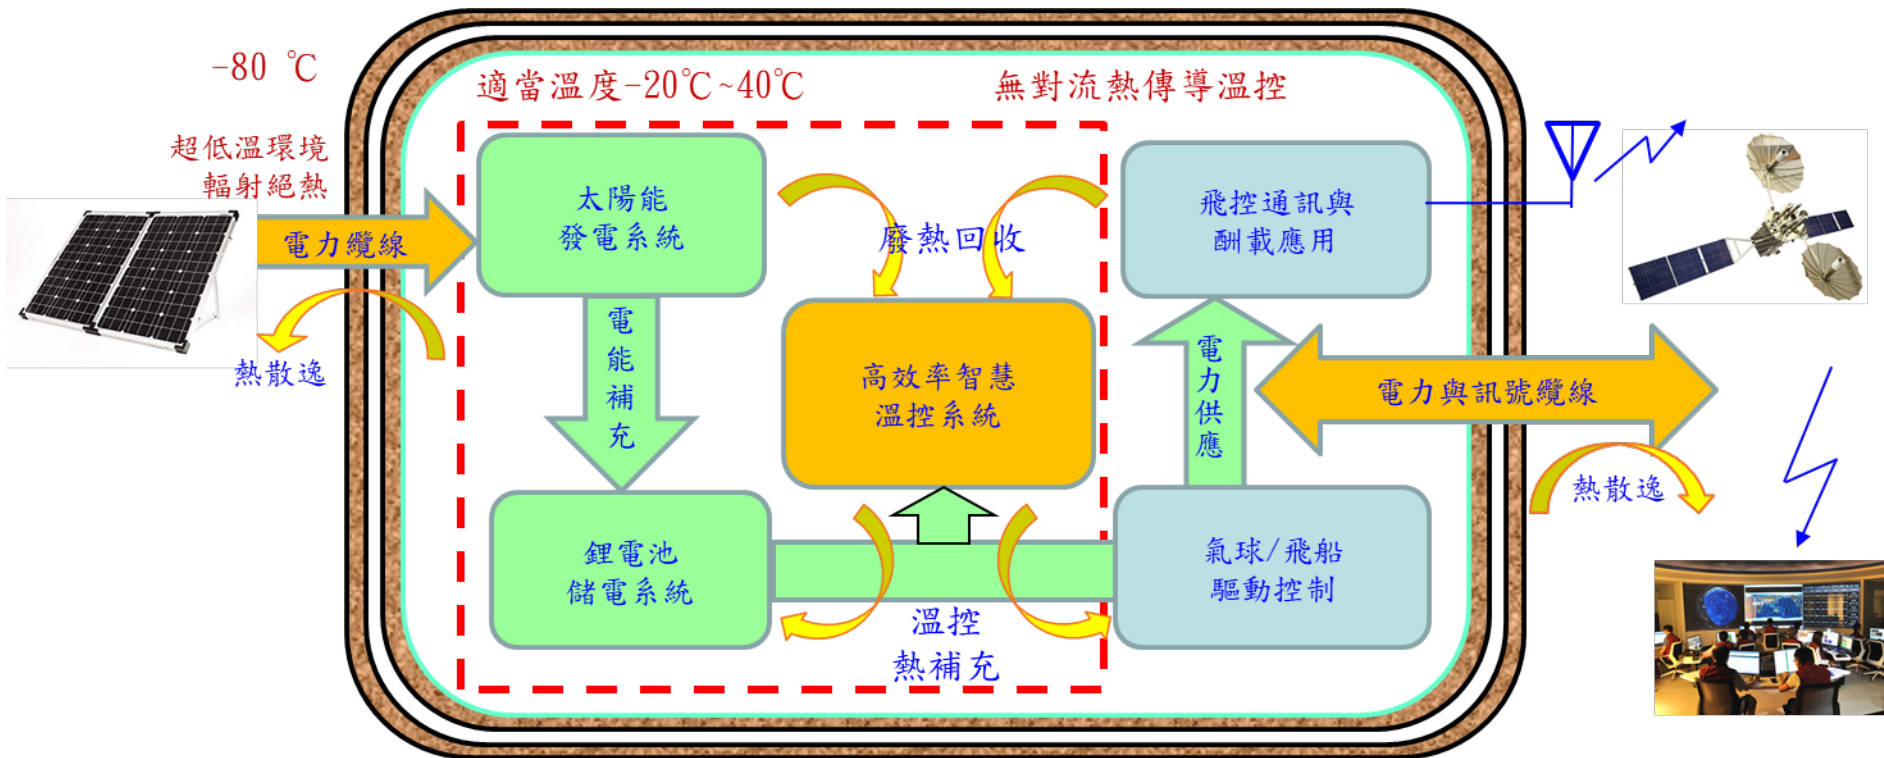 -80 ℃
超低溫環境
輻射絕熱
適當溫度-20℃~40℃
無對流熱傳導溫控
電力纜線
熱散逸
太陽能
發電系統
廢熱回收
飛控通訊與
酬載應用
電能補充
高效率智慧
溫控系統
電力供應
電力與訊號纜線
熱散逸
鋰電池
儲電系統
溫控
熱補充
氣球/飛船
驅動控制